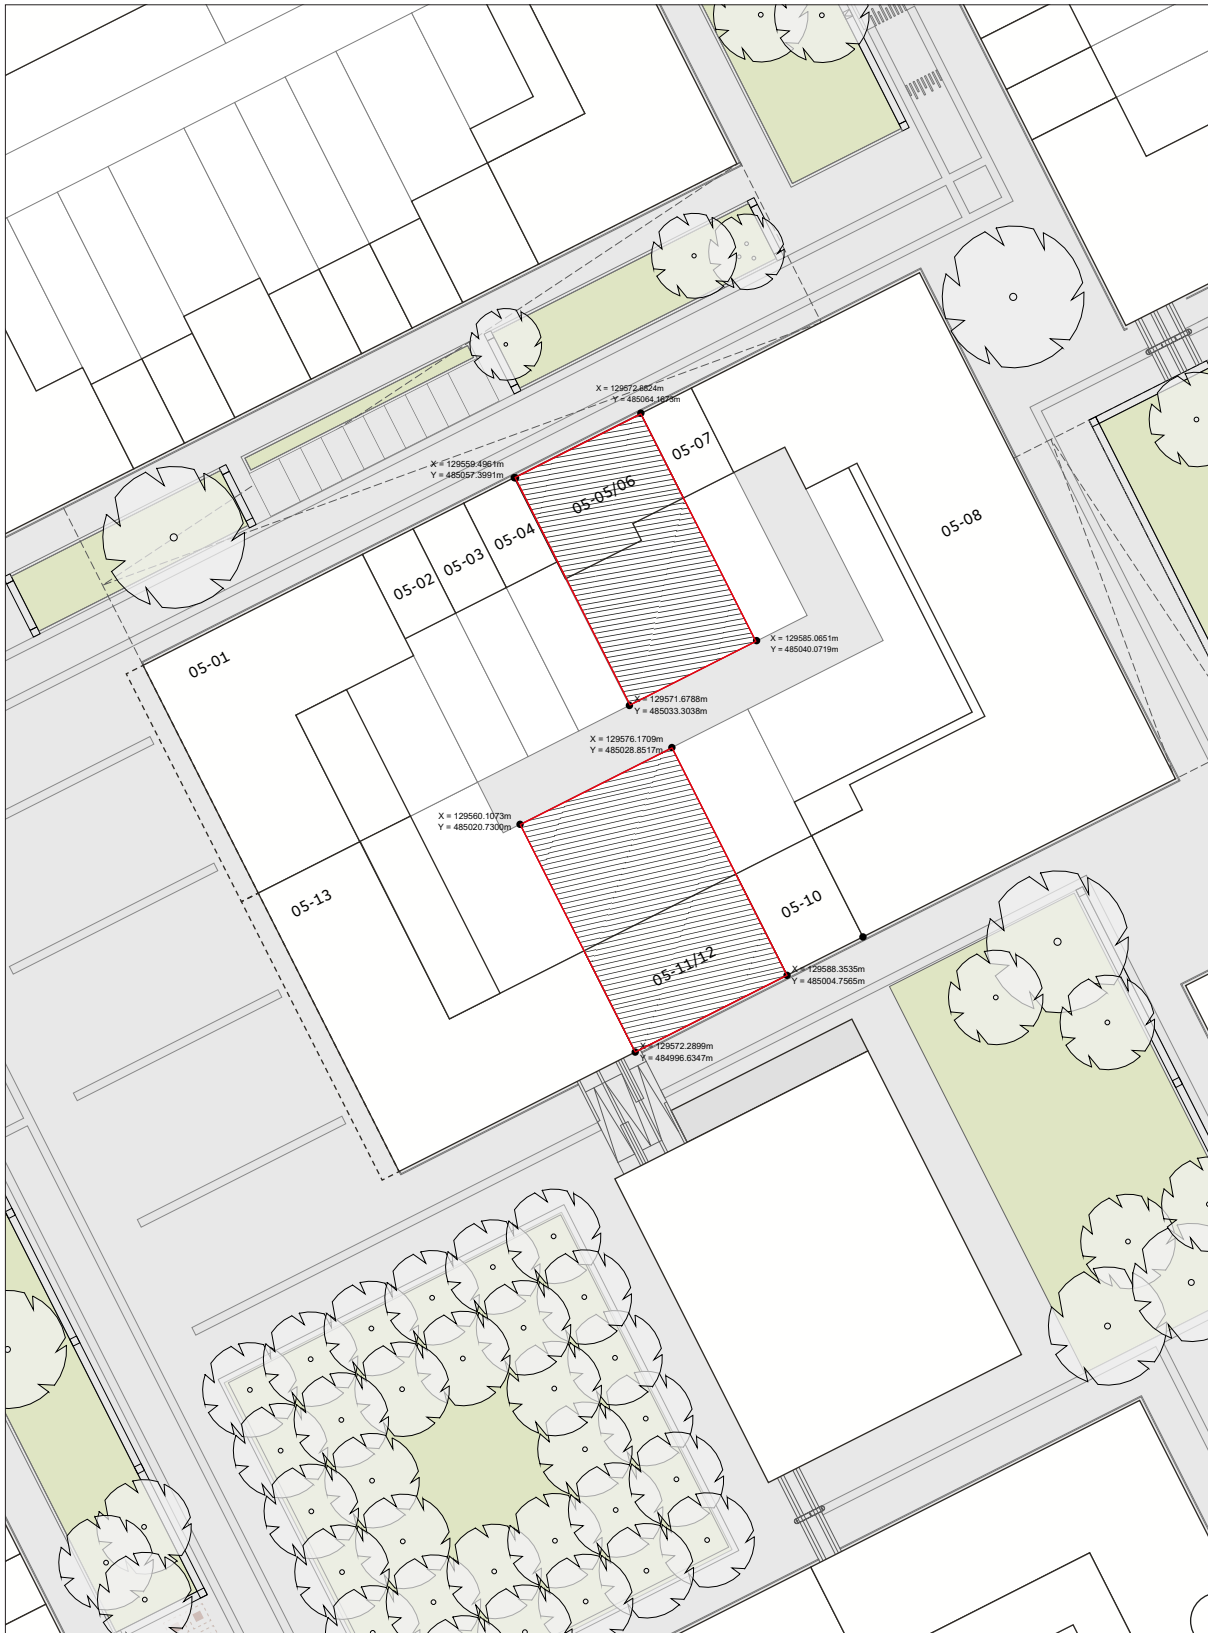 X = 129572.8824m
Y = 485064.1673m
05-07
X = 129559.4961m
Y = 485057.3991m
05-05/06
05-04
05-08
05-03
05-02
X = 129585.0651m
Y = 485040.0719m
05-01
X = 129571.6788m
Y = 485033.3038m
X = 129576.1709m
Y = 485028.8517m
X = 129560.1073m
Y = 485020.7300m
05-13
05-10
05-11/12
X = 129588.3535m
Y = 485004.7565m
X = 129572.2899m
Y = 484996.6347m